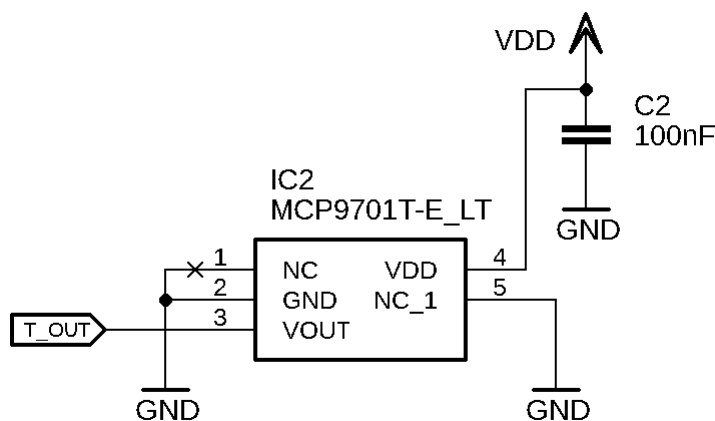 VDD
C2
100nF
GND
IC2
MCP9701T-E_LT
1 NC VDD 4
2 GND NC_1 5
3 VOUT
T_OUT
GND
GND